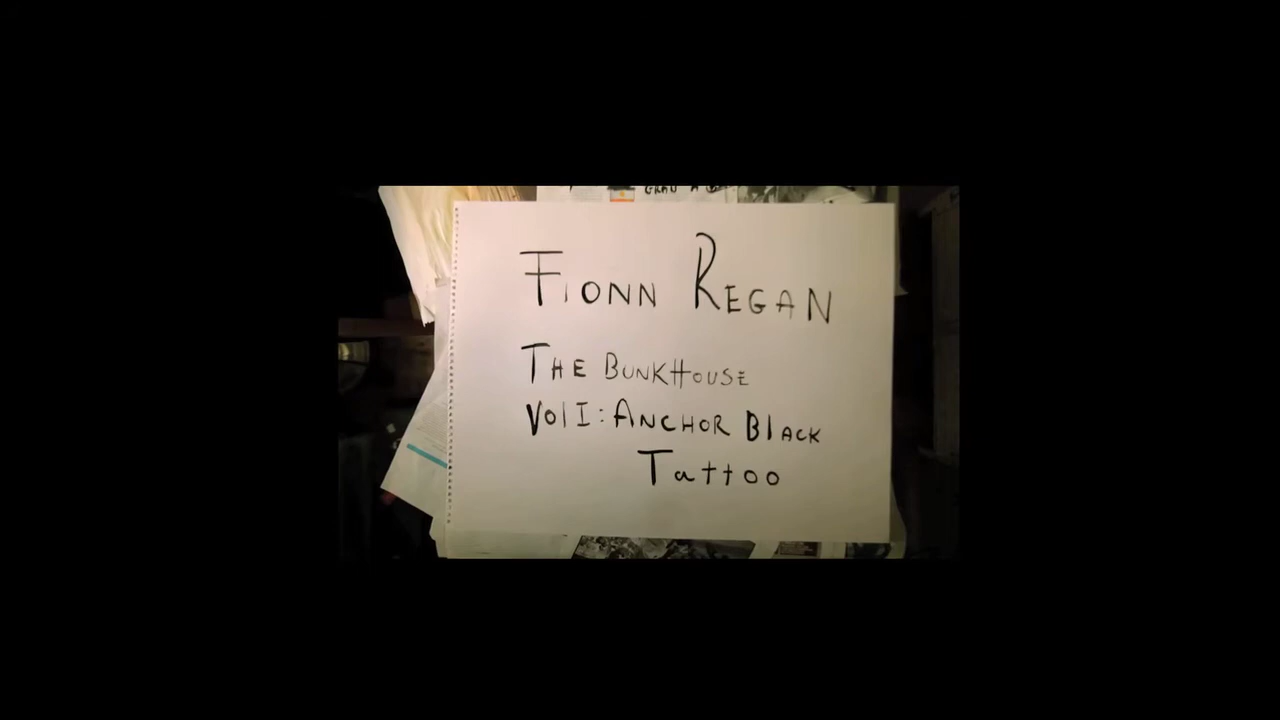 FIONN REGAN
THE BUNKHOUSE
Vol I: ANCHOR BlACK
Tattoo